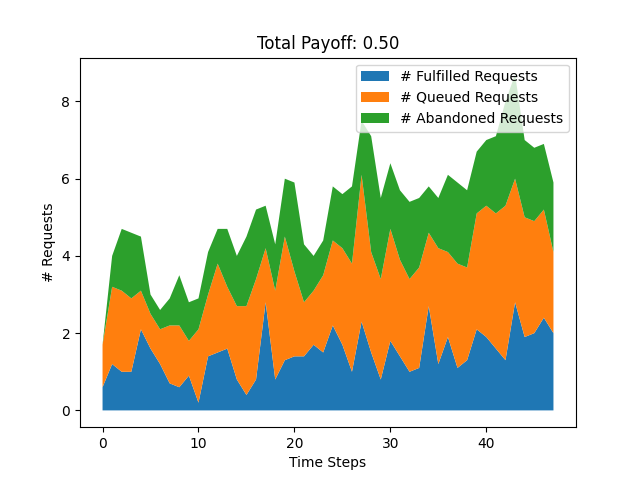 Total Payoff: 0.50
# Fulfilled Requests
# Queued Requests
# Abandoned Requests
# Requests
8
6
4
2
0
0 10 20 30 40
Time Steps